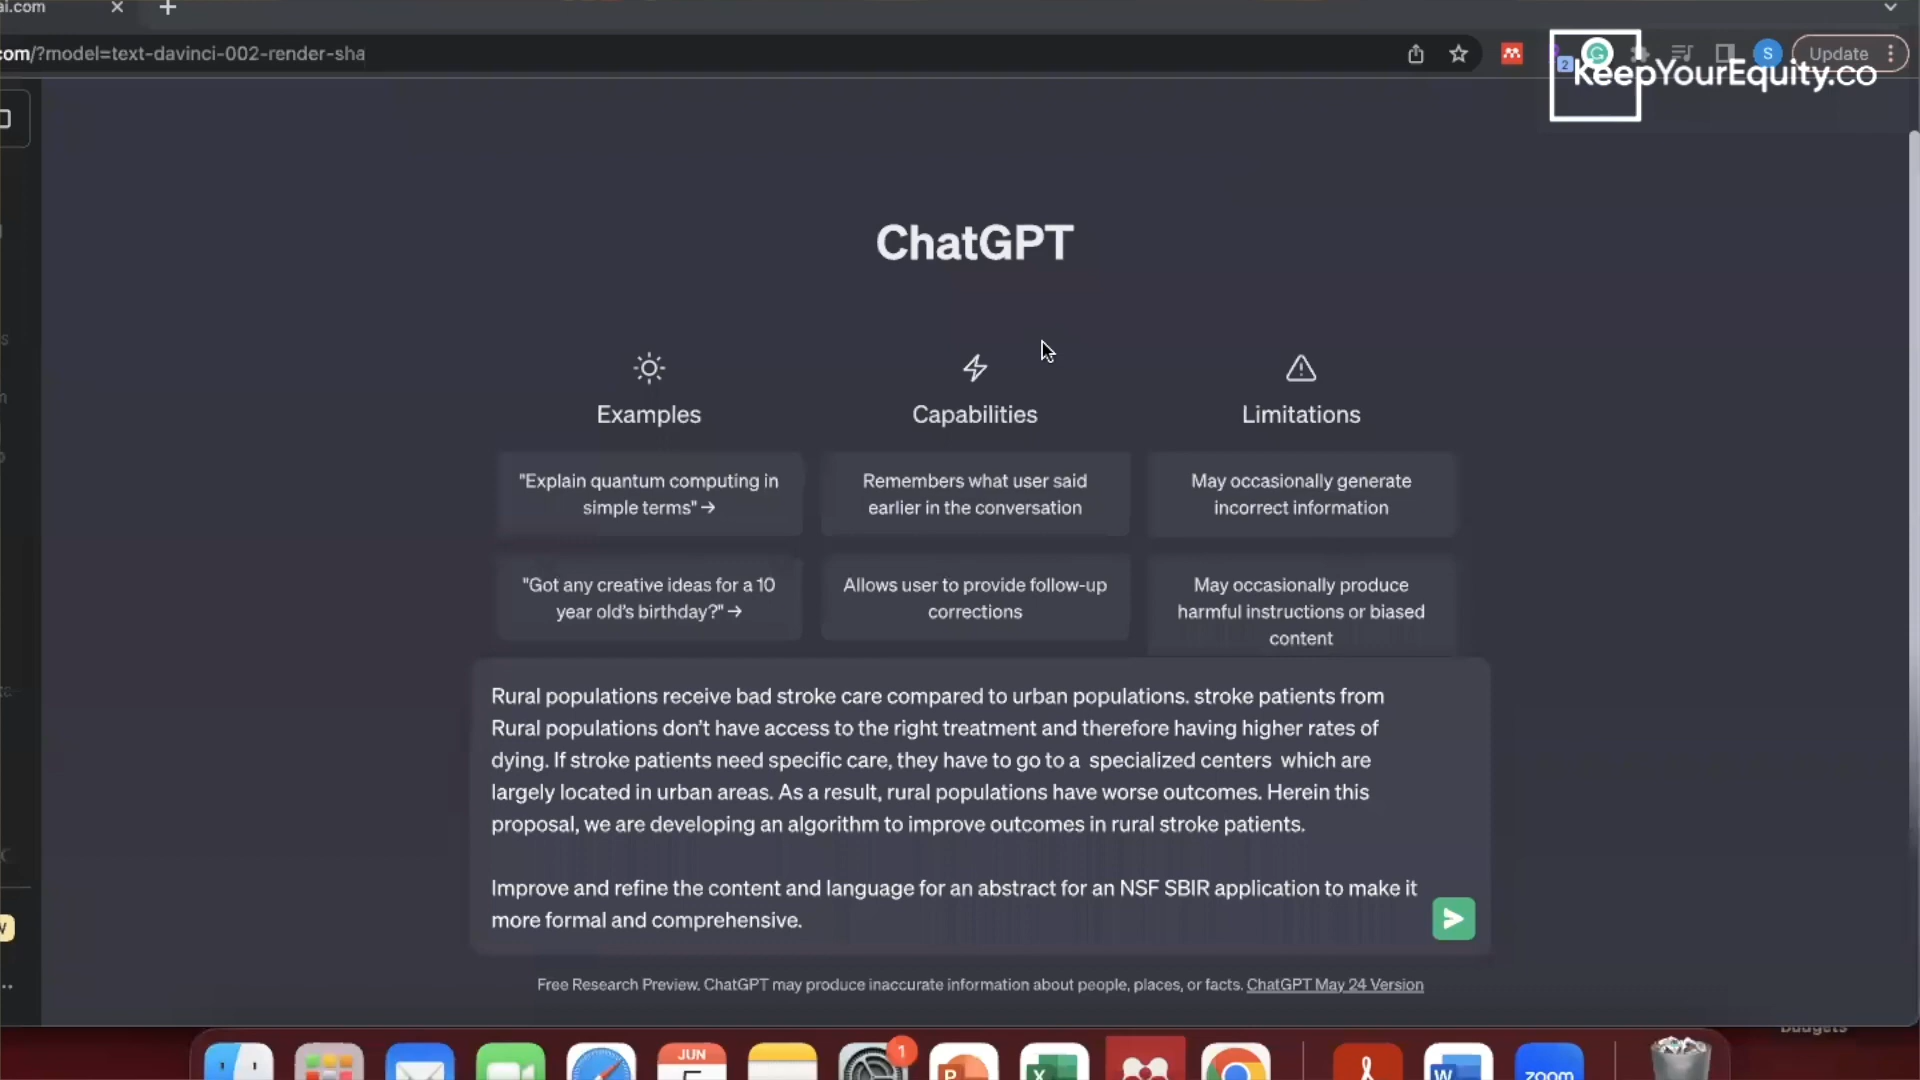 ai.com
com/?model=text-davinci-002-render-sha
2
G
S
Update
KeepYourEquity.co
ChatGPT
Examples
Capabilities
Limitations
"Explain quantum computing in
simple terms" →
Remembers what user said
earlier in the conversation
May occasionally generate
incorrect information
"Got any creative ideas for a 10
year old's birthday?" →
Allows user to provide follow-up
corrections
May occasionally produce
harmful instructions or biased
content
Rural populations receive bad stroke care compared to urban populations. stroke patients from
Rural populations don't have access to the right treatment and therefore having higher rates of
dying. If stroke patients need specific care, they have to go to a  specialized centers  which are
largely located in urban areas. As a result, rural populations have worse outcomes. Herein this
proposal, we are developing an algorithm to improve outcomes in rural stroke patients.
Improve and refine the content and language for an abstract for an NSF SBIR application to make it
more formal and comprehensive.
Free Research Preview. ChatGPT may produce inaccurate information about people, places, or facts. ChatGPT May 24 Version
JUN
1
P
X
W
zoom